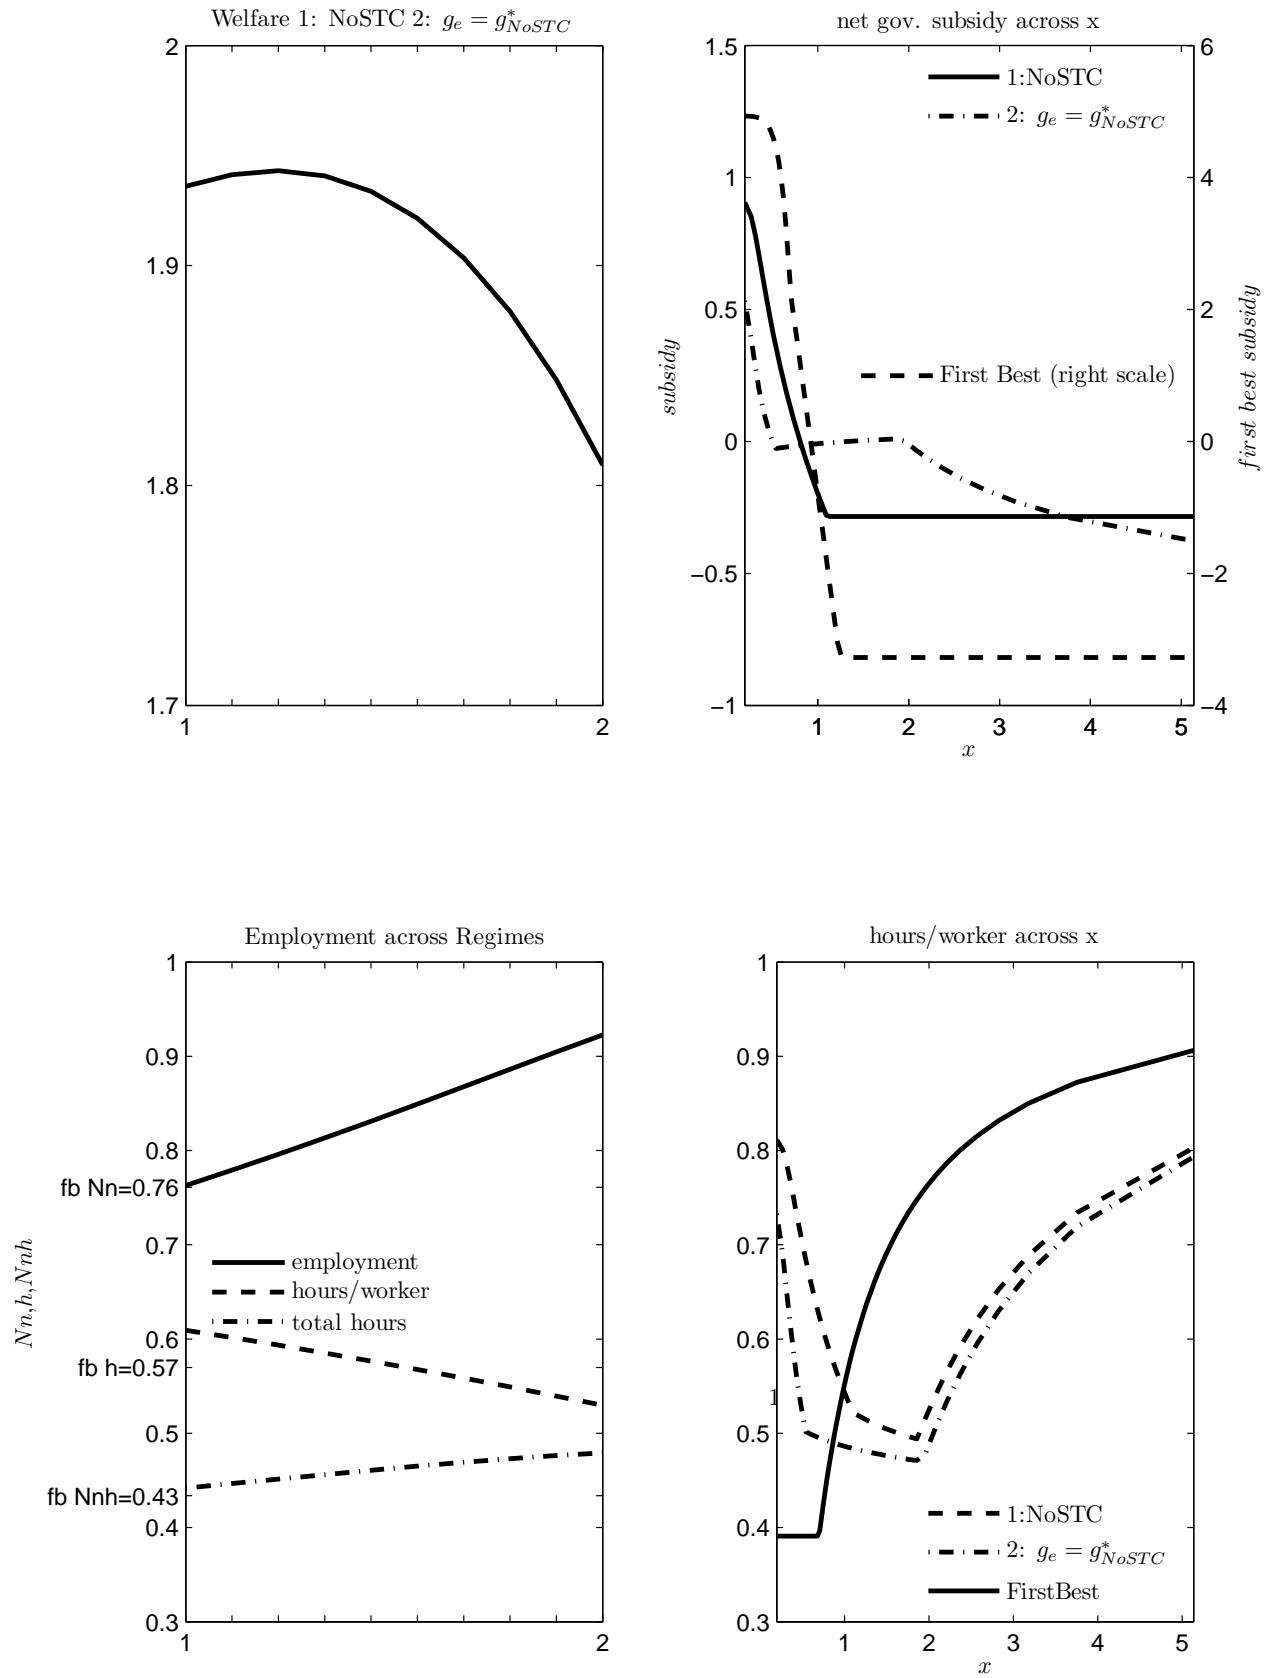 Welfare 1: NoSTC 2: g_e = g*_NoSTC
2
1.9
1.8
1.7
1 2
net gov. subsidy across x
1.5
1
0.5
0
−0.5
−1
subsidy
6
4
2
0
−2
−4
first best subsidy
1:NoSTC
2: g_e = g*_NoSTC
First Best (right scale)
1 2 3 4 5
x
Employment across Regimes
1
0.9
0.8
fb Nn=0.76
0.7
0.6
fb h=0.57
0.5
fb Nnh=0.43
0.4
0.3
Nn,h,Nnh
employment
hours/worker
total hours
1 2
hours/worker across x
1
0.9
0.8
0.7
0.6
1
0.5
0.4
0.3
1:NoSTC
2: g_e = g*_NoSTC
FirstBest
1 2 3 4 5
x